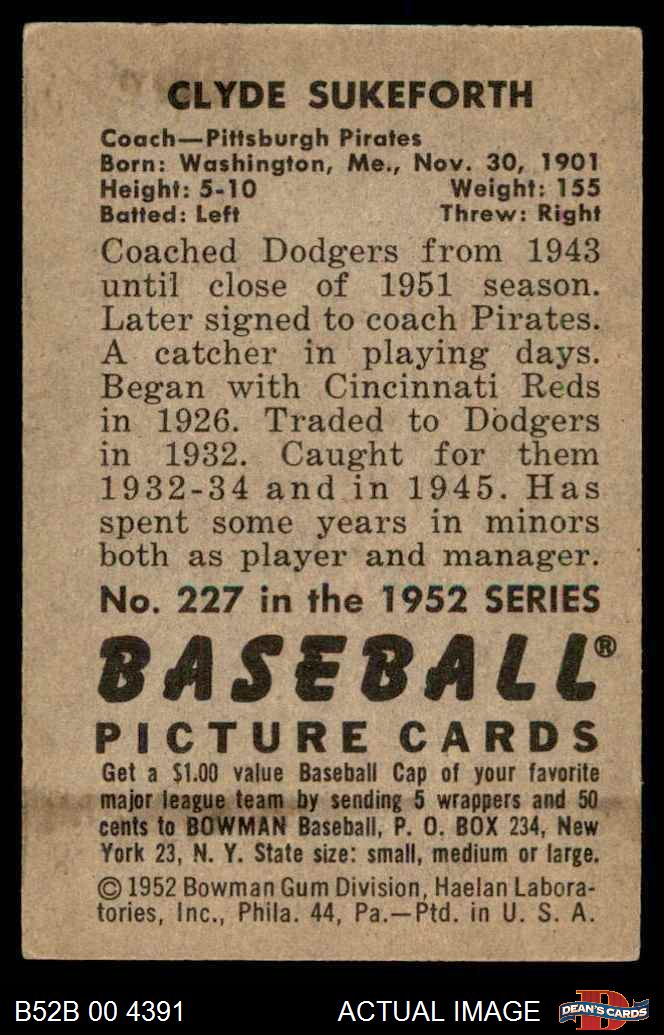 CLYDE SUKEFORTH
Coach—Pittsburgh Pirates
Born: Washington, Me., Nov. 30, 1901
Height: 5-10 Weight: 155
Batted: Left Threw: Right
Coached Dodgers from 1943
until close of 1951 season.
Later signed to coach Pirates.
A catcher in playing days.
Began with Cincinnati Reds
in 1926. Traded to Dodgers
in 1932. Caught for them
1932-34 and in 1945. Has
spent some years in minors
both as player and manager.
No. 227 in the 1952 SERIES
BASEBALL®
PICTURE CARDS
Get a $1.00 value Baseball Cap of your favorite
major league team by sending 5 wrappers and 50
cents to BOWMAN Baseball, P. O. BOX 234, New
York 23, N. Y. State size: small, medium or large.
© 1952 Bowman Gum Division, Haelan Labora-
tories, Inc., Phila. 44, Pa.—Ptd. in U. S. A.
B52B 00 4391 ACTUAL IMAGE D DEAN'S CARDS